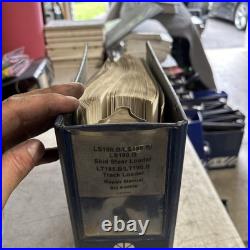 LS180.B/LS185.B/
LS190.B
Skid Steer Loader
LT185.B/LT190.B
Track Loader
Repair Manual